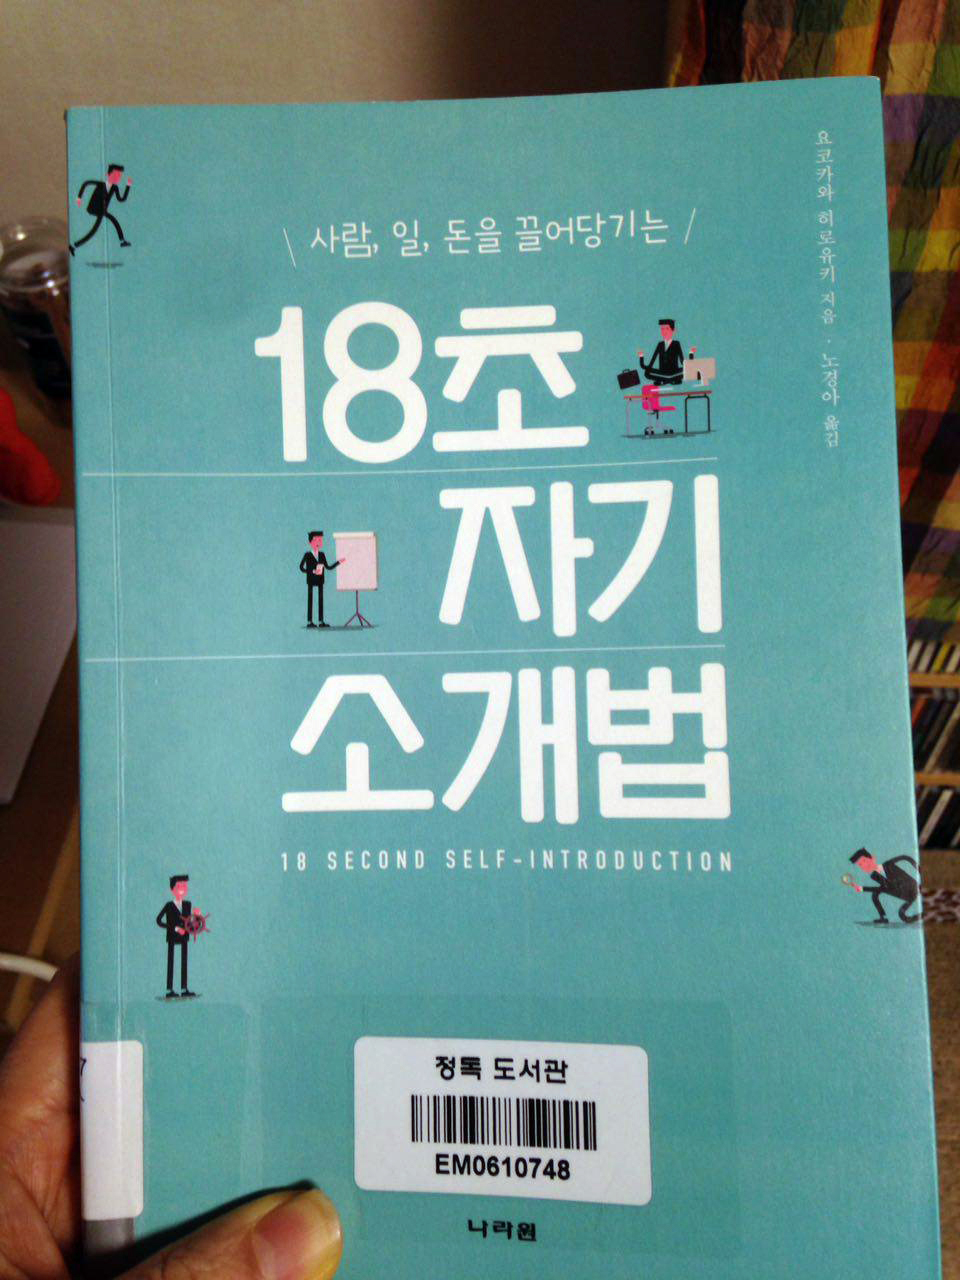 사람, 일, 돈을 끌어당기는
18초
자기
소개법
18 SECOND SELF-INTRODUCTION
요코카와 히로유키 지음 · 노경아 옮김
정독 도서관
EM0610748
나라원
7